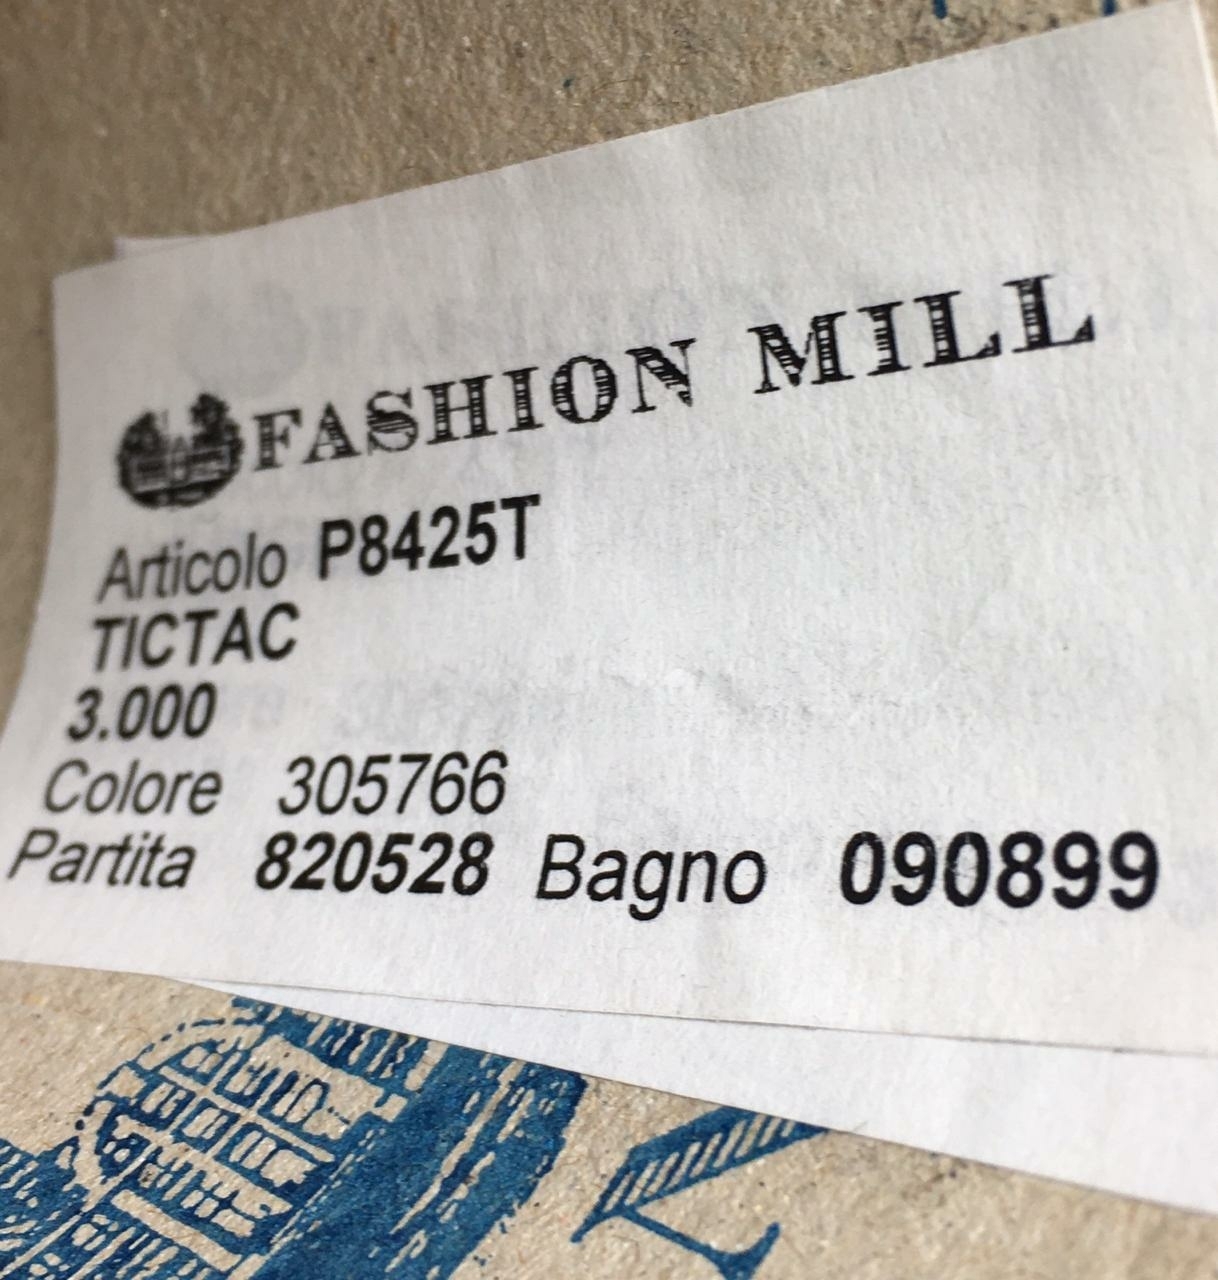 FASHION MILL
Articolo P8425T
TICTAC
3.000
Colore 305766
Partita 820528 Bagno 090899